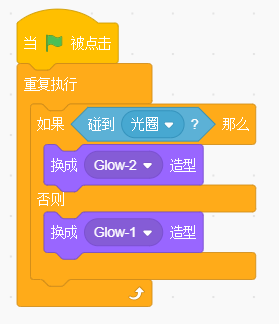 当 被点击
重复执行
如果 碰到 光圈 ? 那么
换成 Glow-2 造型
否则
换成 Glow-1 造型